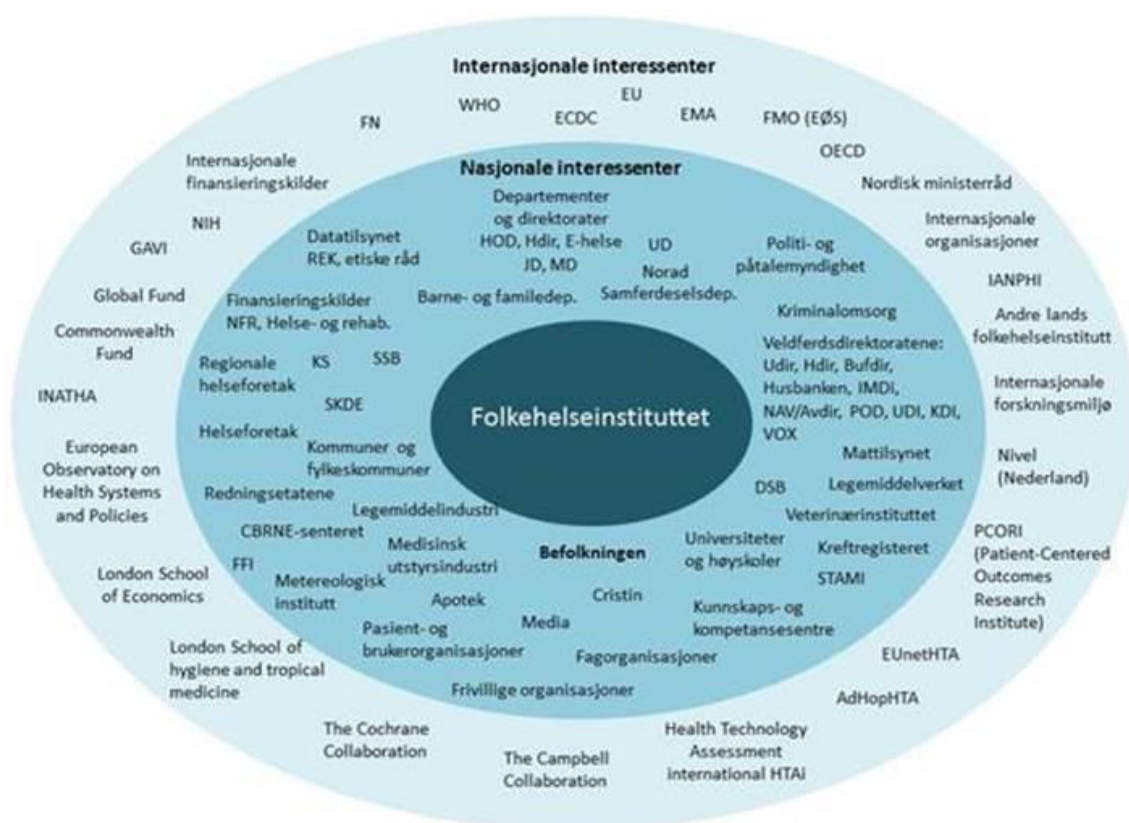 Internasjonale interessenter
EU
WHO
ECDC
EMA
FN
FMO (EØS)
OECD
Internasjonale
finansieringskilder
Nordisk ministerråd
NIH
Internasjonale
organisasjoner
GAVI
IANPHI
Global Fund
Andre lands
folkehelseinstitutt
Commonwealth
Fund
Internasjonale
forskningsmiljø
INATHA
European
Observatory on
Health Systems
and Policies
Nivel
(Nederland)
PCORI
(Patient-Centered
Outcomes
Research
Institute)
London School
of Economics
London School of
hygiene and tropical
medicine
EUnetHTA
AdHopHTA
The Cochrane
Collaboration
The Campbell
Collaboration
Health Technology
Assessment
international HTAi
Nasjonale interessenter
Departementer
og direktorater
HOD, Hdir, E-helse
JD, MD
UD
Norad
Samferdeselsdep.
Datatilsynet
REK, etiske råd
Politi- og
påtalemyndighet
Barne- og familedep.
Finansieringskilder
NFR, Helse- og rehab.
Kriminalomsorg
Regionale
helseforetak
KS
SSB
Veldferdsdirektoratene:
Udir, Hdir, Bufdir,
Husbanken, IMDi,
NAV/Avdir, POD, UDI, KDI,
VOX
SKDE
Folkehelseinstituttet
Helseforetak
Kommuner og
fylkeskommuner
Mattilsynet
Redningsetatene
DSB
Legemiddelverket
Legemiddelindustri
Veterinærinstituttet
CBRNE-senteret
Medisinsk
utstyrsindustri
Befolkningen
Universiteter
og høyskoler
Kreftregisteret
FFI
Metereologisk
institutt
STAMI
Apotek
Cristin
Media
Kunnskaps- og
kompetansesentre
Pasient- og
brukerorganisasjoner
Fagorganisasjoner
Frivillige organisasjoner